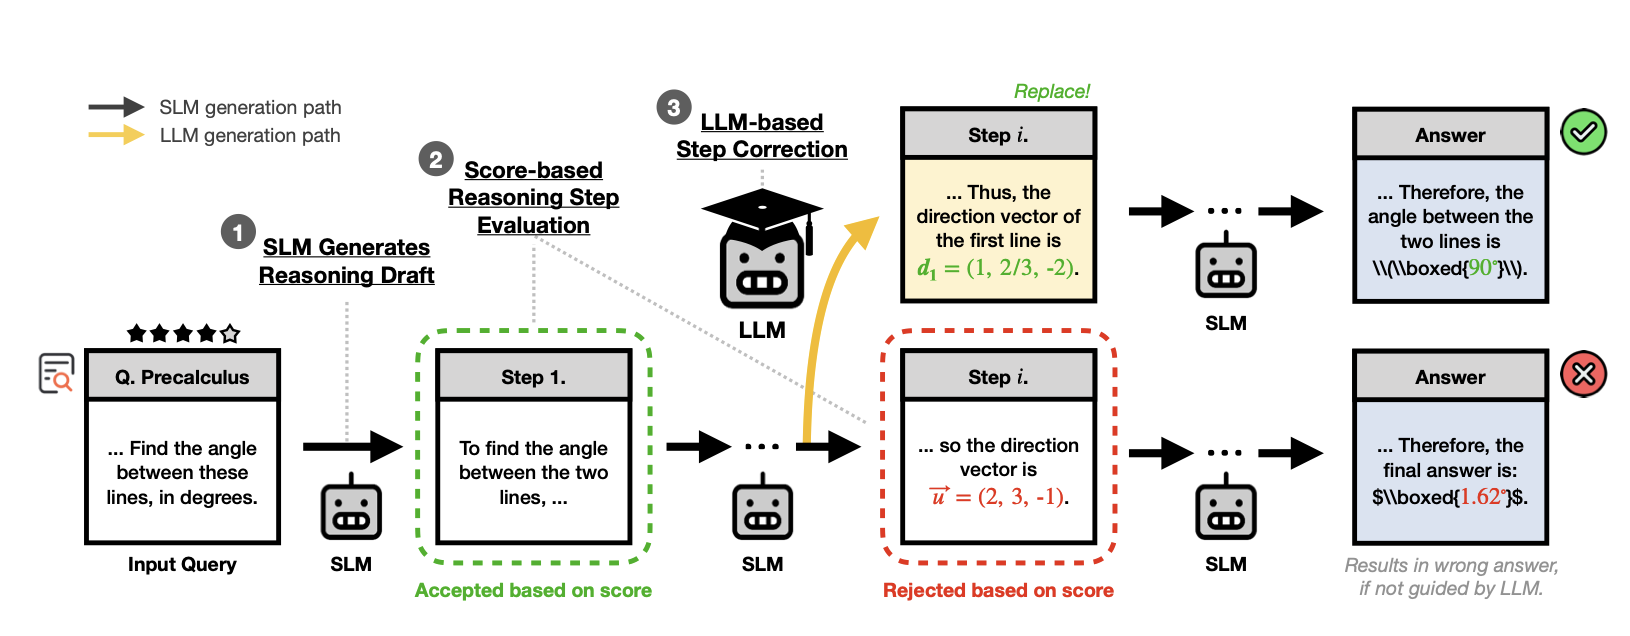 SLM generation path
LLM generation path
1
SLM Generates
Reasoning Draft
2
Score-based
Reasoning Step
Evaluation
3
LLM-based
Step Correction
LLM
Q. Precalculus
... Find the angle
between these
lines, in degrees.
Input Query
SLM
Step 1.
To find the angle
between the two
lines, ...
Accepted based on score
SLM
Replace!
Step i.
... Thus, the
direction vector of
the first line is
d₁ = (1, 2/3, -2).
SLM
Answer
... Therefore, the
angle between the
two lines is
\\(\\boxed{90°}\\).
Step i.
... so the direction
vector is
u⃗ = (2, 3, -1).
Rejected based on score
SLM
Answer
... Therefore, the
final answer is:
$\\boxed{1.62°}$.
Results in wrong answer,
if not guided by LLM.